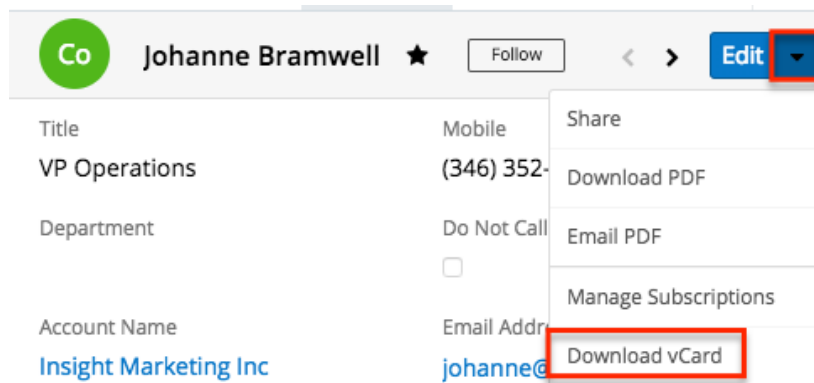 Co
Johanne Bramwell
Follow
Edit
Title
VP Operations
Department
Account Name
Insight Marketing Inc
Mobile
(346) 352-
Do Not Call
Email Addr
johanne@
Share
Download PDF
Email PDF
Manage Subscriptions
Download vCard